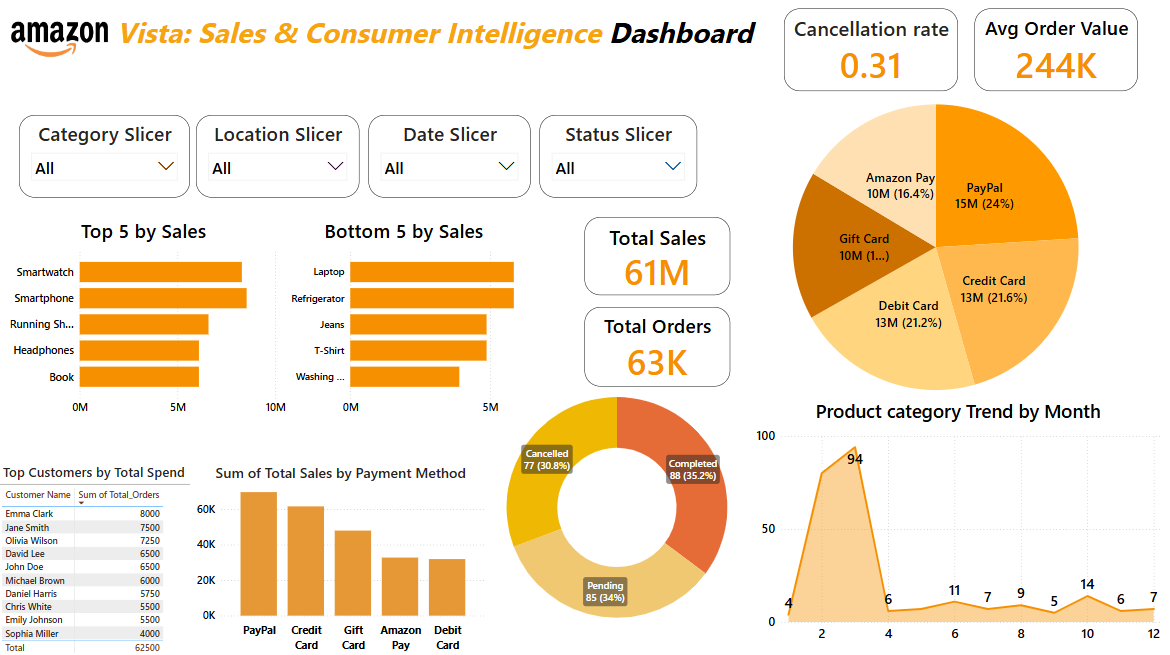 amazon Vista: Sales & Consumer Intelligence Dashboard
Cancellation rate
0.31
Avg Order Value
244K
Category Slicer
All
Location Slicer
All
Date Slicer
All
Status Slicer
All
Amazon Pay
10M (16.4%)
PayPal
15M (24%)
Gift Card
10M (1...)
Credit Card
13M (21.6%)
Debit Card
13M (21.2%)
Top 5 by Sales
Smartwatch
Smartphone
Running Sh...
Headphones
Book
0M 5M 10M
Bottom 5 by Sales
Laptop
Refrigerator
Jeans
T-Shirt
Washing ...
0M 5M
Total Sales
61M
Total Orders
63K
Cancelled
77 (30.8%)
Completed
88 (35.2%)
Pending
85 (34%)
Product category Trend by Month
100
50
0
4 94 6 11 7 9 5 14 6 7
2 4 6 8 10 12
Top Customers by Total Spend
Customer Name Sum of Total_Orders
Emma Clark 8000
Jane Smith 7500
Olivia Wilson 7250
David Lee 6500
John Doe 6500
Michael Brown 6000
Daniel Harris 5750
Chris White 5500
Emily Johnson 5500
Sophia Miller 4000
Total 62500
Sum of Total Sales by Payment Method
60K
40K
20K
0K
PayPal
Credit Card
Gift Card
Amazon Pay
Debit Card